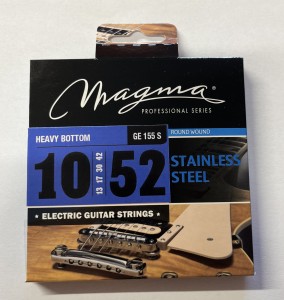 Magma®
PROFESSIONAL SERIES
HEAVY BOTTOM GE 155 S ROUND WOUND
10 13 17 30 42 52 STAINLESS
STEEL
★ ELECTRIC GUITAR STRINGS ★